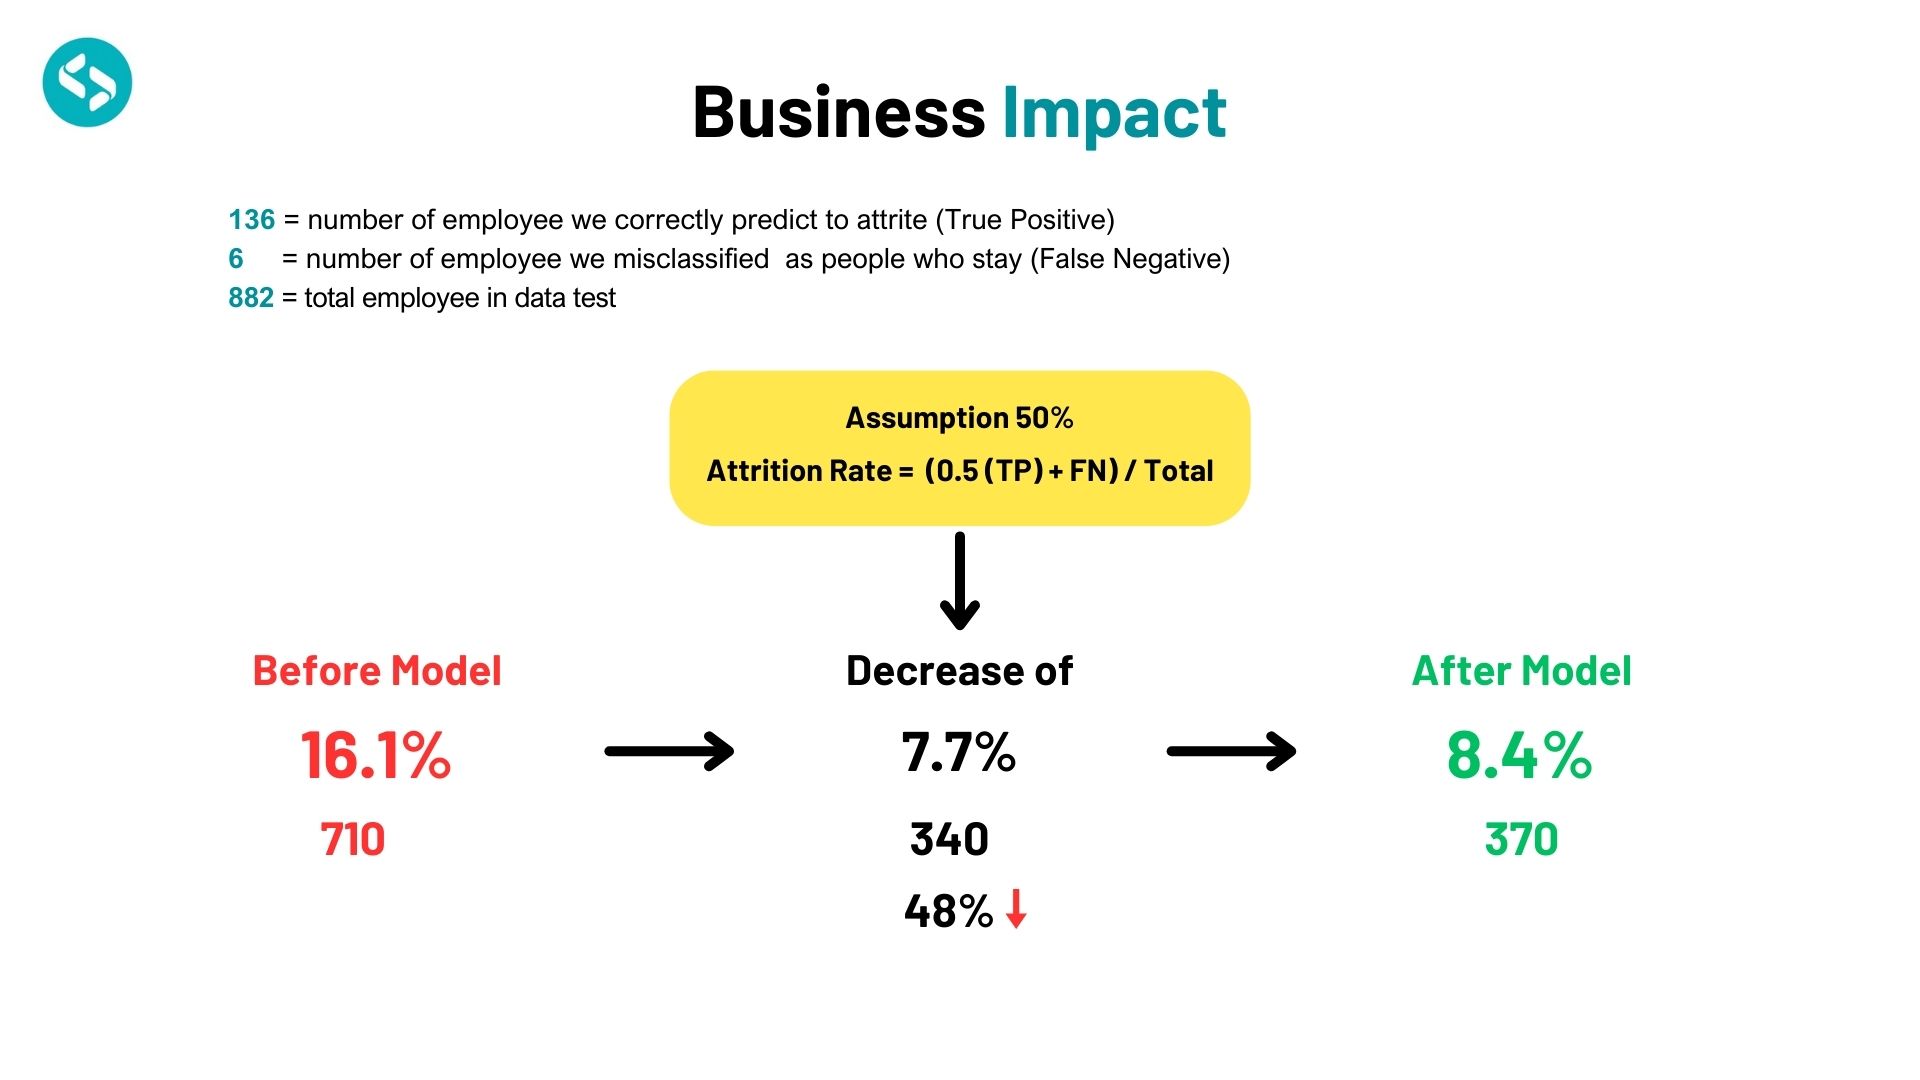 Business Impact
136 = number of employee we correctly predict to attrite (True Positive)
6 = number of employee we misclassified as people who stay (False Negative)
882 = total employee in data test
Assumption 50%
Attrition Rate = (0.5 (TP) + FN) / Total
Before Model
Decrease of
After Model
16.1%
7.7%
8.4%
710
340
370
48%